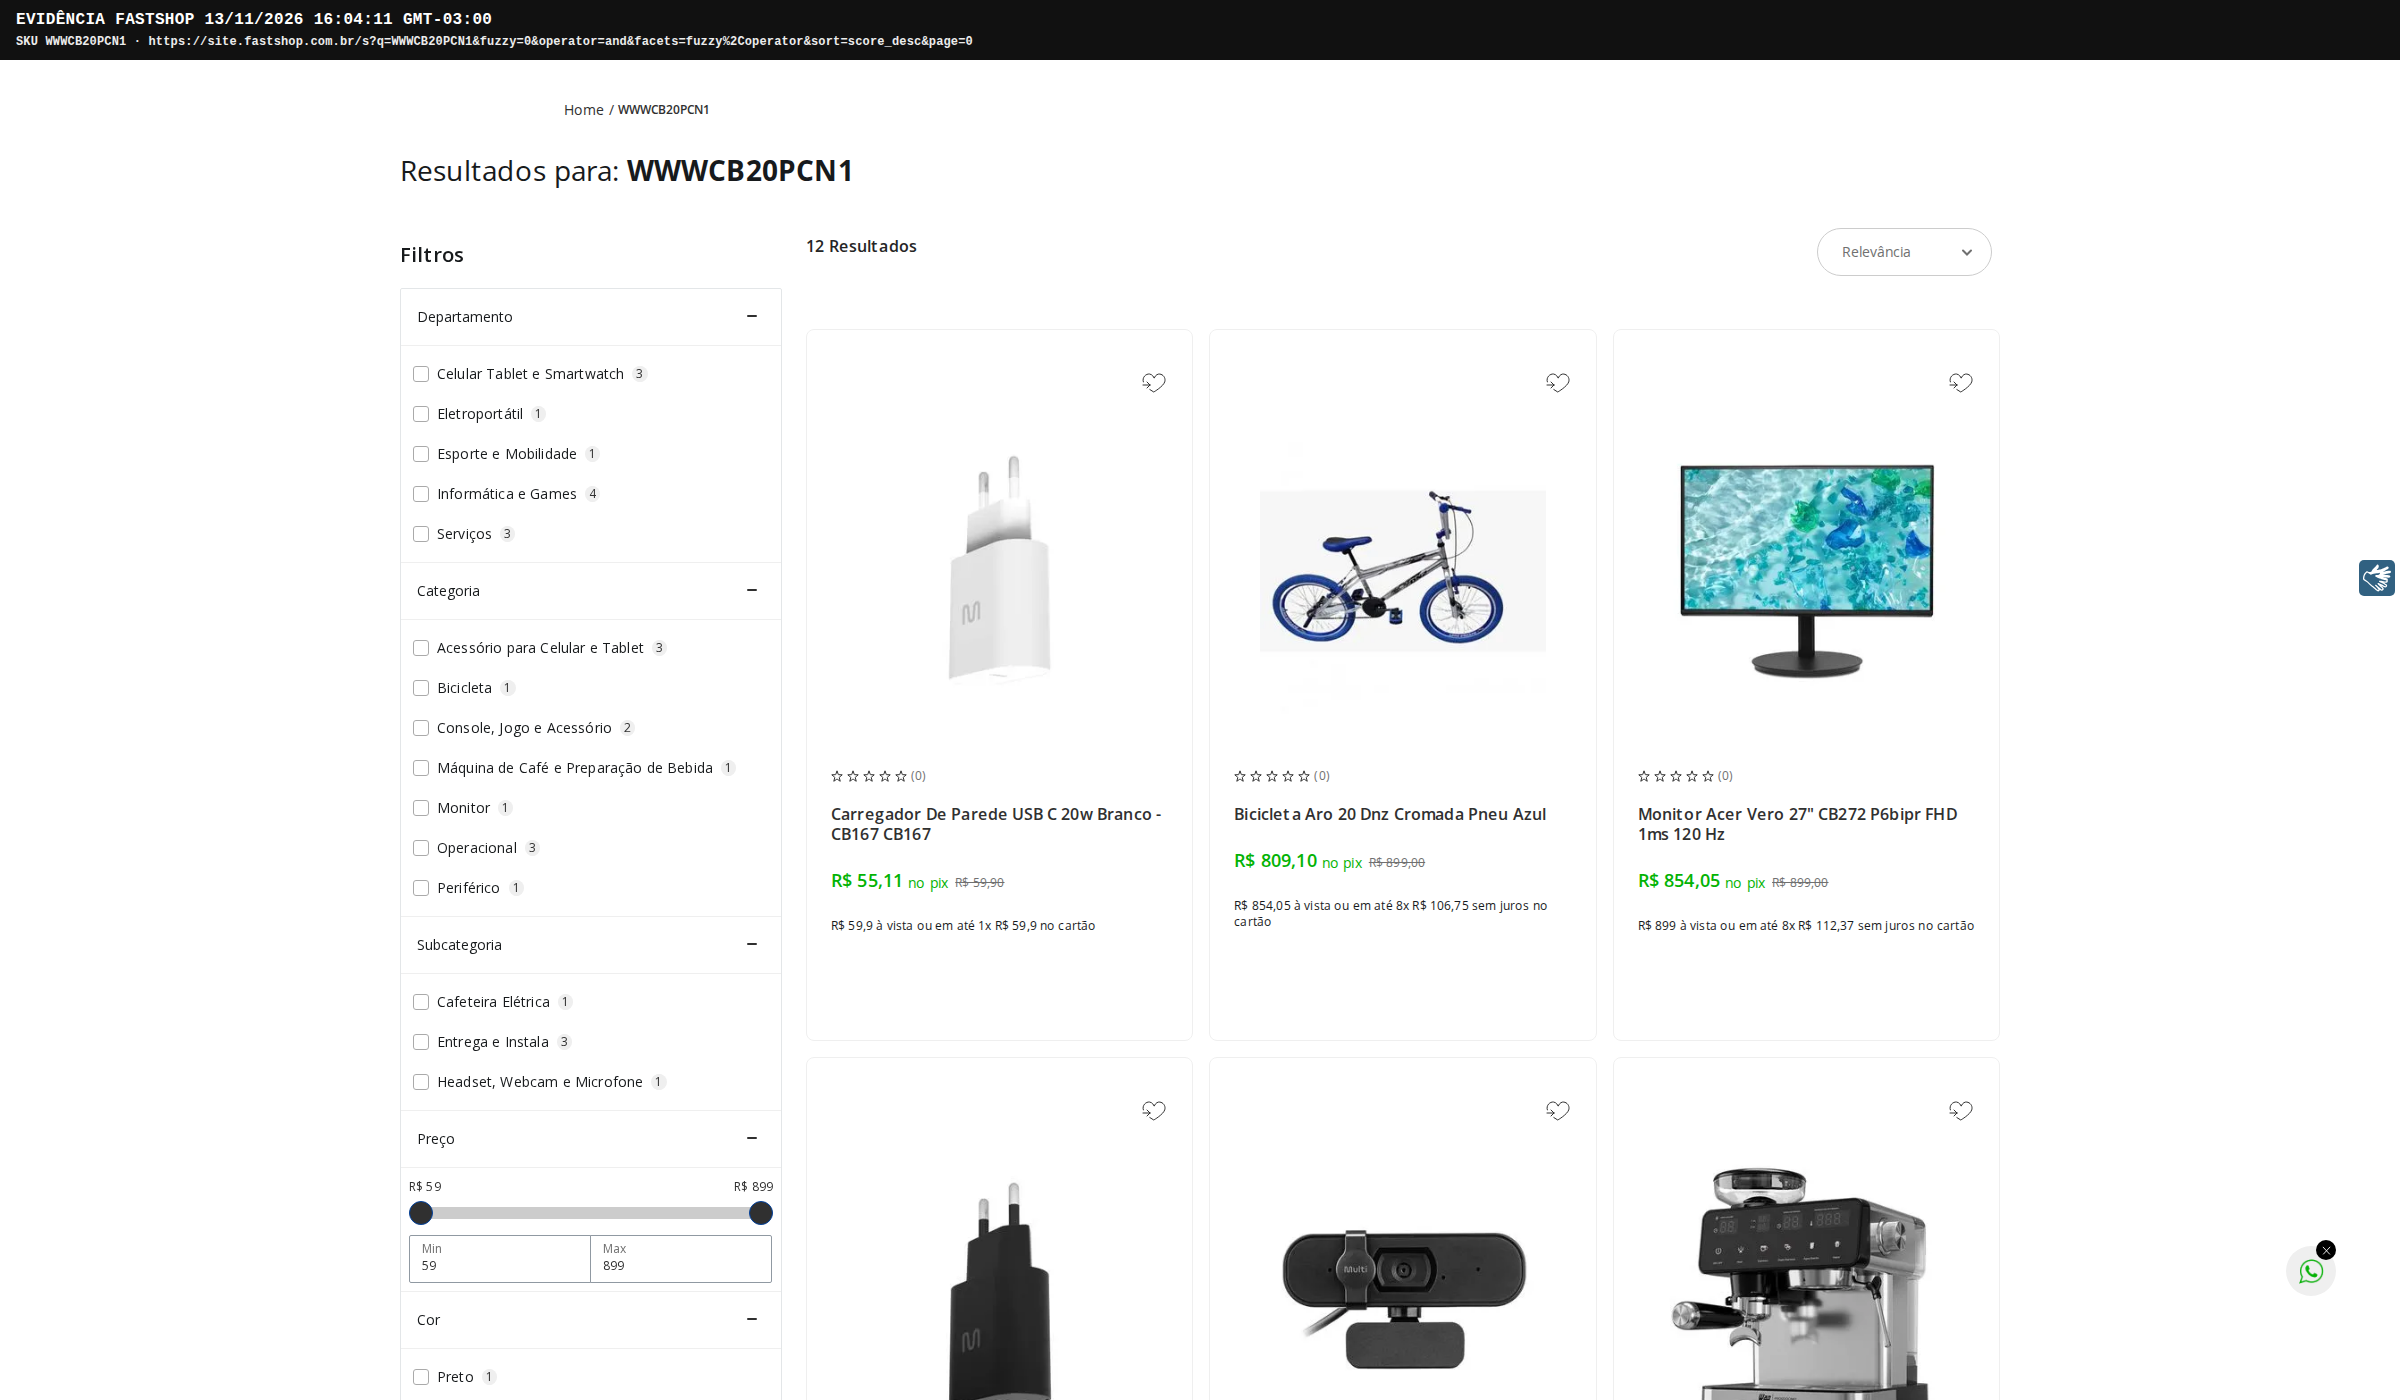 EVIDÊNCIA FASTSHOP 13/11/2026 16:04:11 GMT-03:00
SKU WWWCB20PCN1 · https://site.fastshop.com.br/s?q=WWWCB20PCN1&fuzzy=0&operator=and&facets=fuzzy%2Coperator&sort=score_desc&page=0
Home / WWWCB20PCN1
Resultados para: WWWCB20PCN1
Filtros
12 Resultados
Relevância
Departamento
Celular Tablet e Smartwatch 3
Eletroportátil 1
Esporte e Mobilidade 1
Informática e Games 4
Serviços 3
Categoria
Acessório para Celular e Tablet 3
Bicicleta 1
Console, Jogo e Acessório 2
Máquina de Café e Preparação de Bebida 1
Monitor 1
Operacional 3
Periférico 1
Subcategoria
Cafeteira Elétrica 1
Entrega e Instala 3
Headset, Webcam e Microfone 1
Preço
R$ 59
R$ 899
Min
59
Max
899
Cor
Preto 1
(0)
Carregador De Parede USB C 20w Branco -
CB167 CB167
R$ 55,11 no pix R$ 59,90
R$ 59,9 à vista ou em até 1x R$ 59,9 no cartão
(0)
Bicicleta Aro 20 Dnz Cromada Pneu Azul
R$ 809,10 no pix R$ 899,00
R$ 854,05 à vista ou em até 8x R$ 106,75 sem juros no
cartão
(0)
Monitor Acer Vero 27" CB272 P6bipr FHD
1ms 120 Hz
R$ 854,05 no pix R$ 899,00
R$ 899 à vista ou em até 8x R$ 112,37 sem juros no cartão
Multi